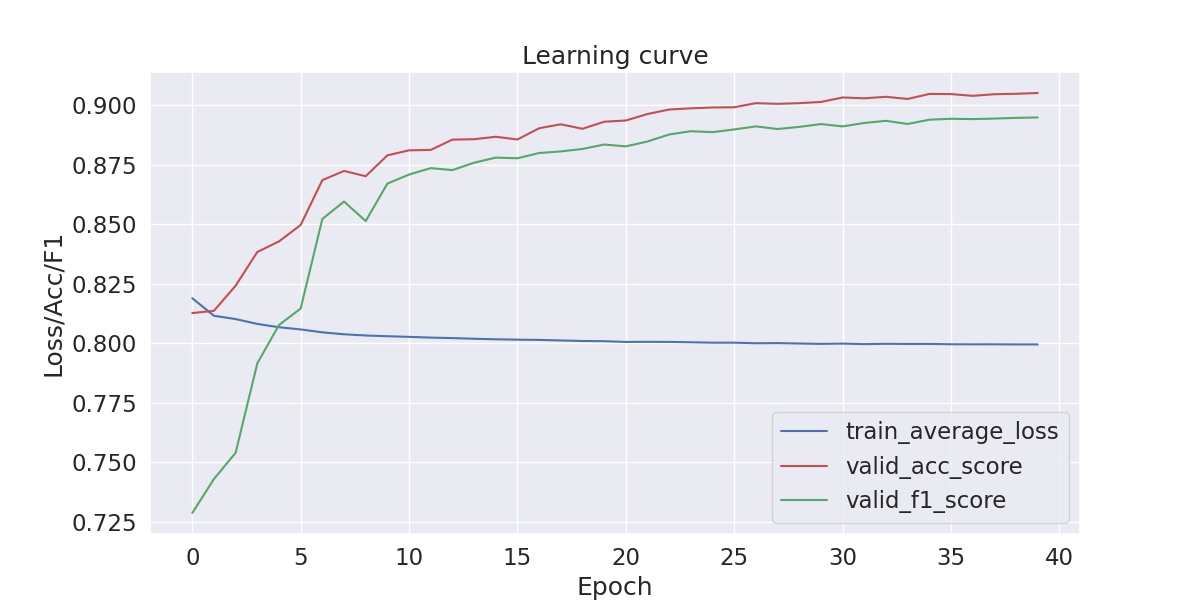 Learning curve
Loss/Acc/F1
0.900
0.875
0.850
0.825
0.800
0.775
0.750
0.725
train_average_loss
valid_acc_score
valid_f1_score
0 5 10 15 20 25 30 35 40
Epoch